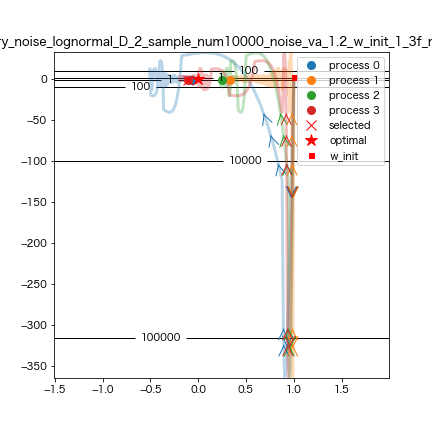 ry_noise_lognormal_D_2_sample_num10000_noise_va_1.2_w_init_1_3f_r
0
−50
−100
−150
−200
−250
−300
−350
−1.5
−1.0
−0.5
0.0
0.5
1.0
1.5
100
1
1
100
10000
100000
process 0
process 1
process 2
process 3
selected
optimal
w_init